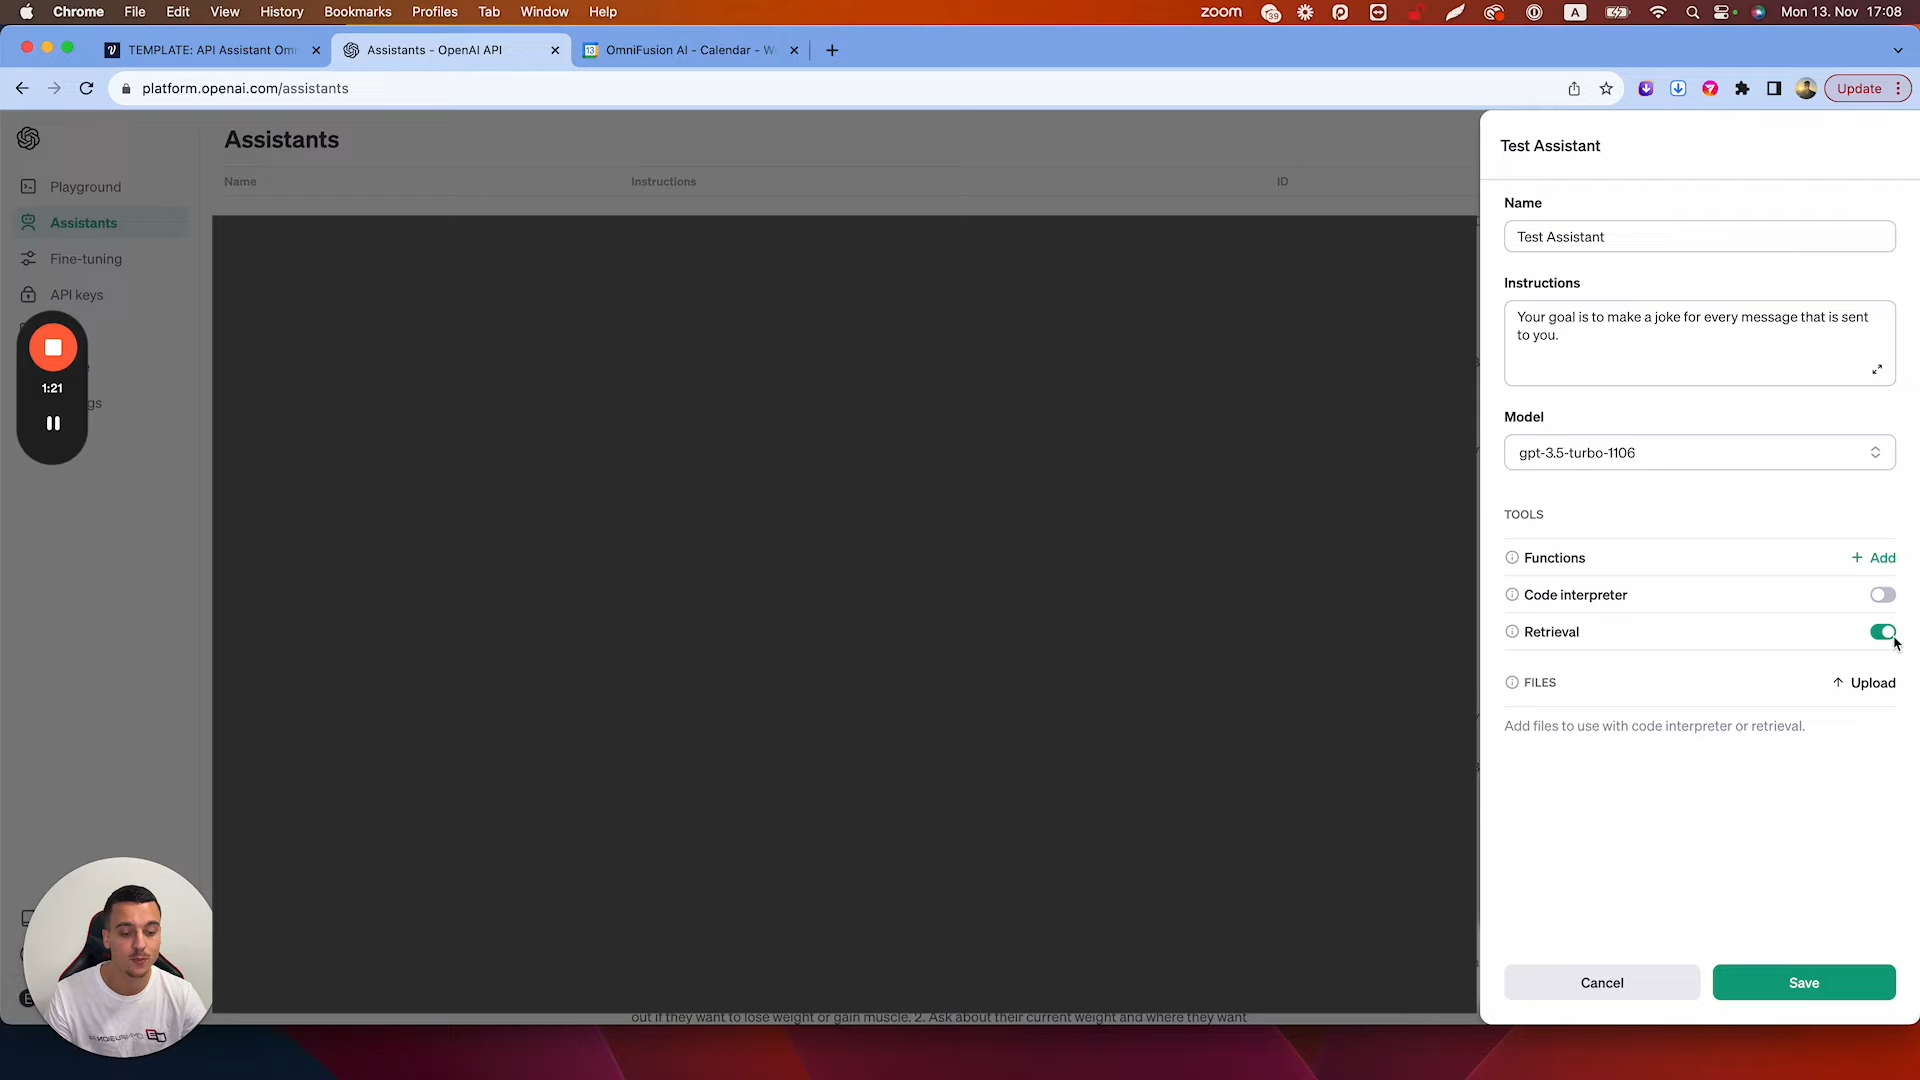 Chrome File Edit View History Bookmarks Profiles Tab Window Help zoom 39 A Mon 13. Nov 17:08
TEMPLATE: API Assistant Om
Assistants - OpenAI API
13 OmniFusion AI - Calendar - W
platform.openai.com/assistants
Update
Playground
Assistants
Fine-tuning
API keys
gs
1:21
Assistants
Name Instructions ID
out if they want to lose weight or gain muscle. 2. Ask about their current weight and where they want
Test Assistant
Name
Test Assistant
Instructions
Your goal is to make a joke for every message that is sent
to you.
Model
gpt-3.5-turbo-1106
TOOLS
Functions + Add
Code interpreter
Retrieval
FILES Upload
Add files to use with code interpreter or retrieval.
Cancel Save